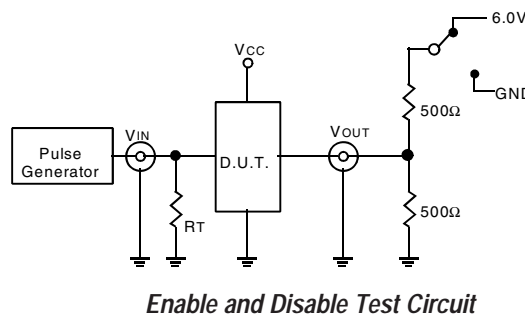 6.0V
VCC
GND
500Ω
VIN
VOUT
Pulse
Generator
D.U.T.
RT
500Ω
Enable and Disable Test Circuit